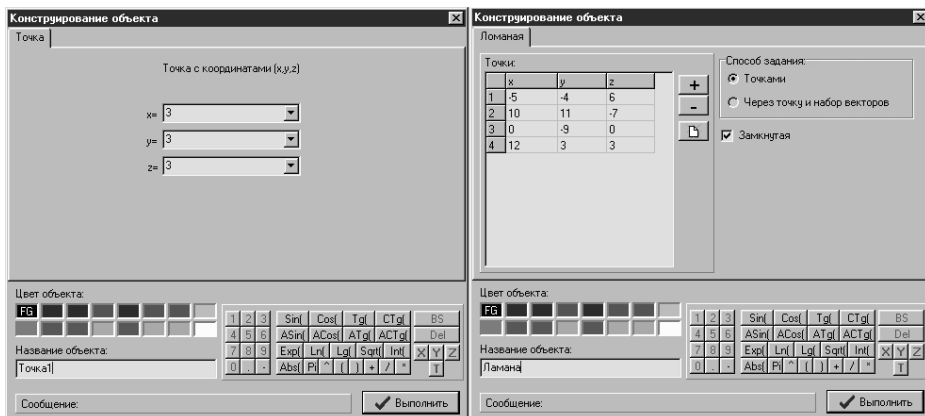 Конструирование объекта
Точка
Точка с координатами (x,y,z)
x= 3
y= 3
z= 3
Цвет объекта:
FG
Название объекта:
Точка1
1 2 3 Sin( Cos( Tg( CTg( BS
4 5 6 ASin( ACos( ATg( ACTg( Del
7 8 9 Exp( Ln( Lg( Sqrt( Int( X Y Z
0 . - Abs( Pi ^ ( ) + / * T
Сообщение:
Выполнить
Конструирование объекта
Ломаная
Точки:
x y z
1 -5 -4 6
2 10 11 -7
3 0 -9 0
4 12 3 3
+
-
Способ задания:
Точками
Через точку и набор векторов
Замкнутая
Цвет объекта:
FG
Название объекта:
Ламана
1 2 3 Sin( Cos( Tg( CTg( BS
4 5 6 ASin( ACos( ATg( ACTg( Del
7 8 9 Exp( Ln( Lg( Sqrt( Int( X Y Z
0 . - Abs( Pi ^ ( ) + / * T
Сообщение:
Выполнить